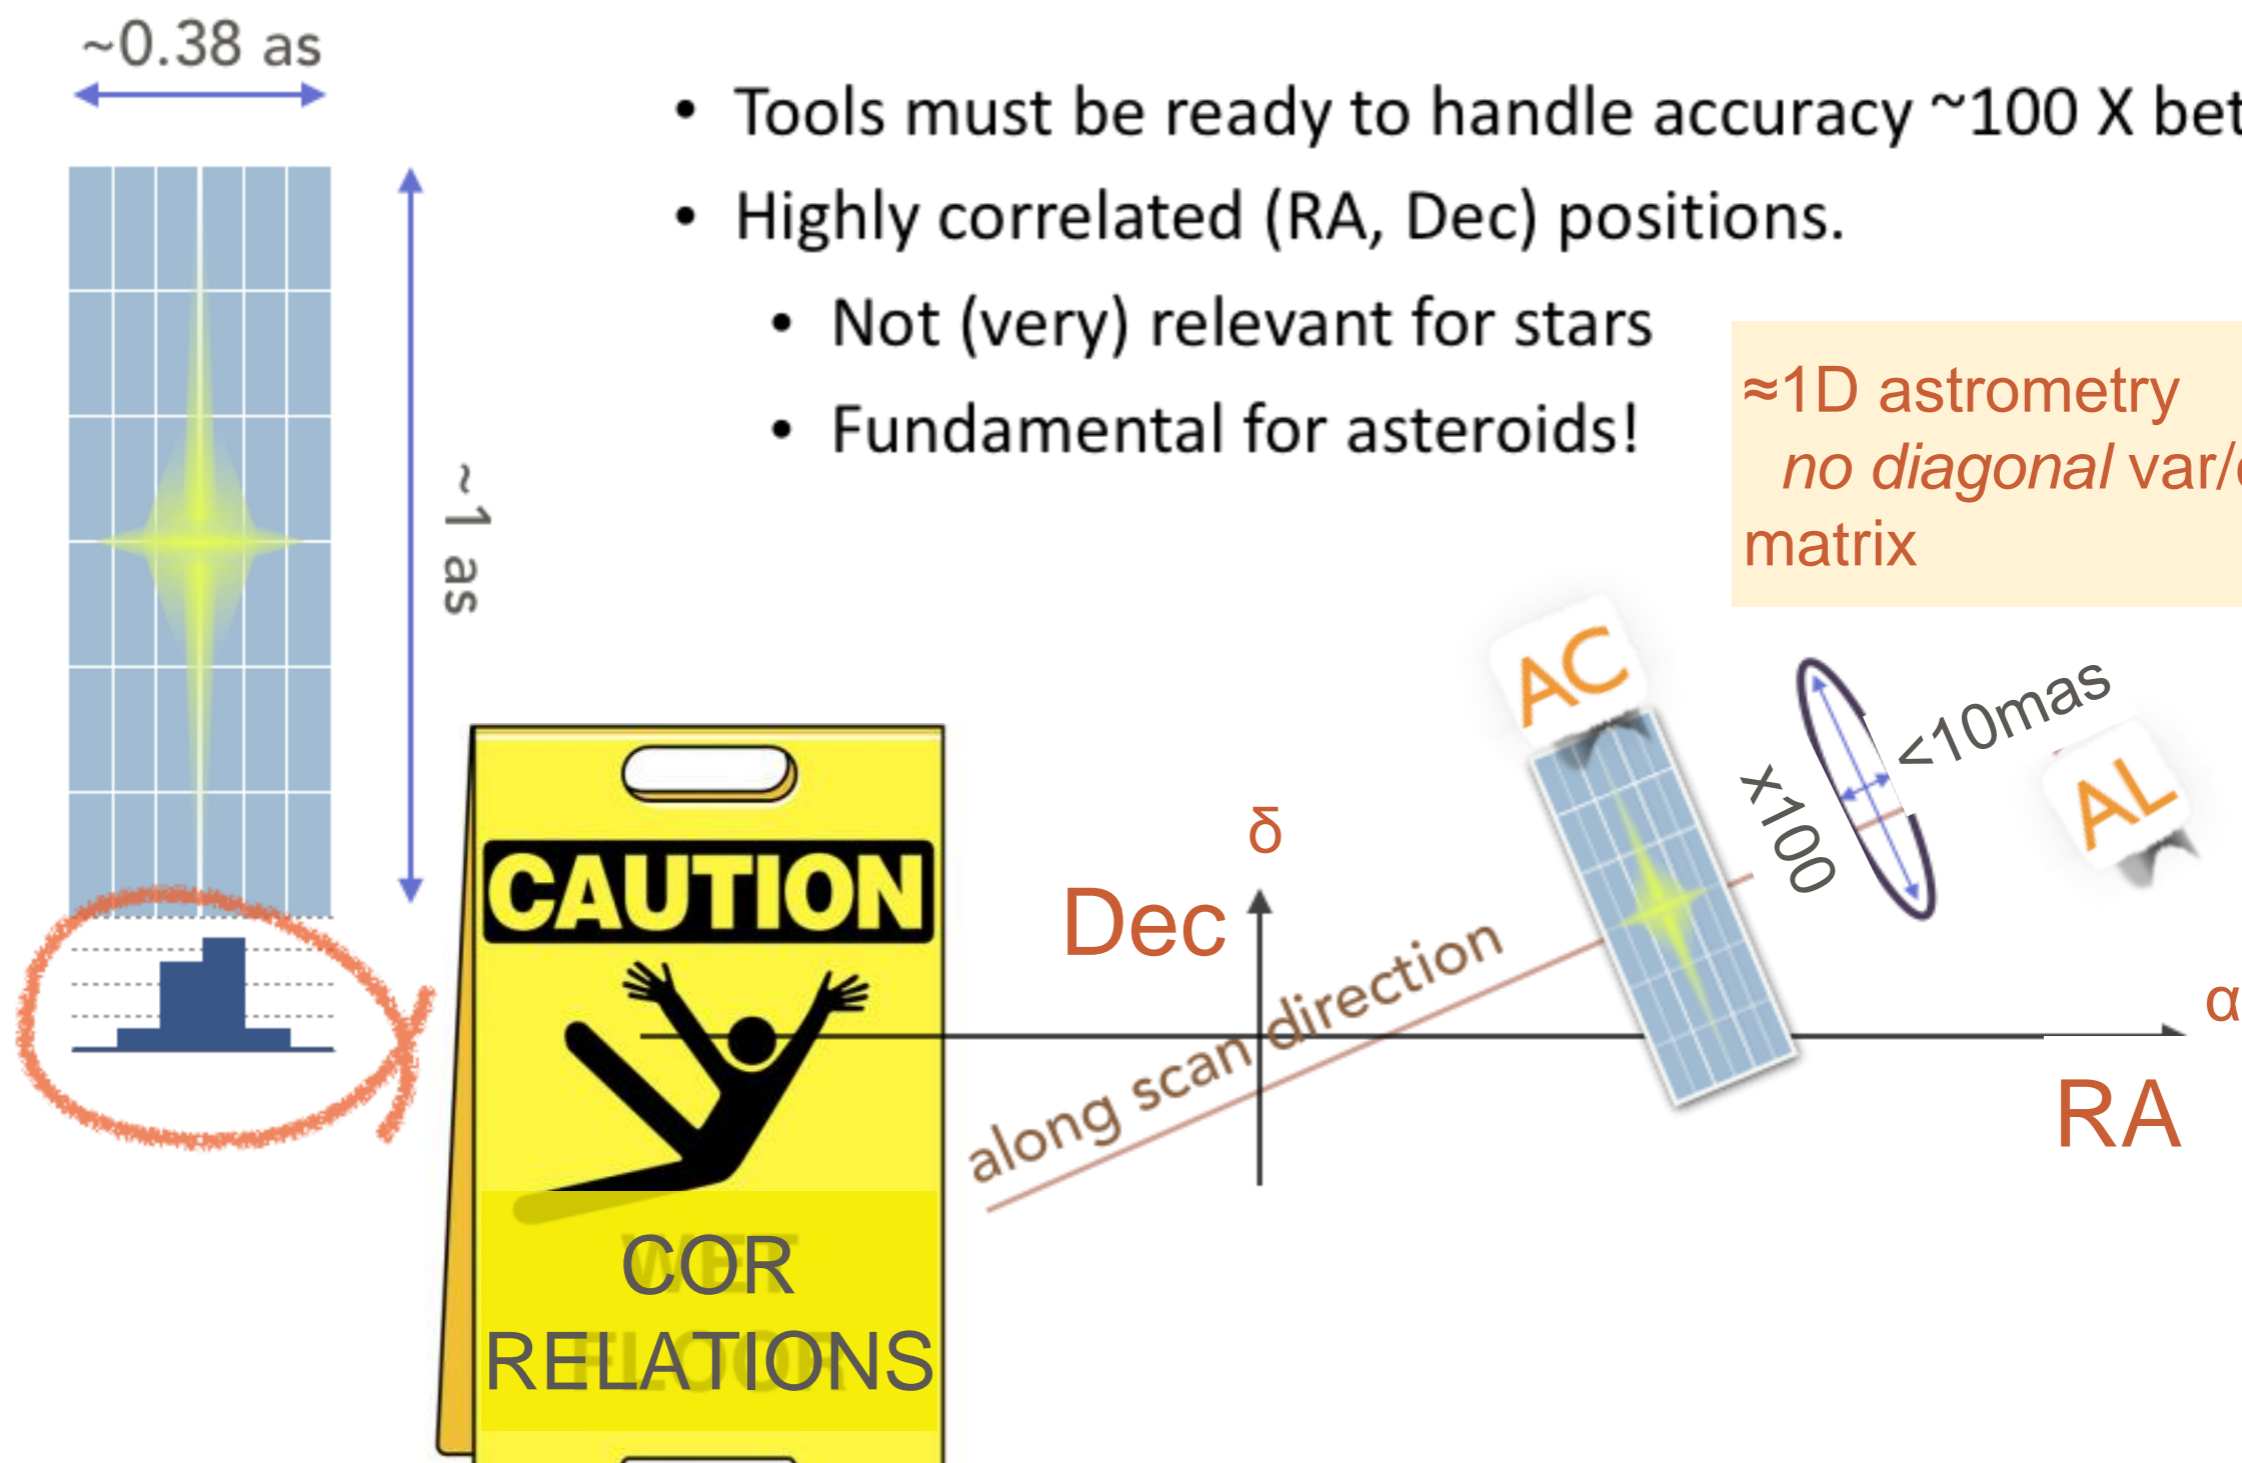 ~0.38 as
• Tools must be ready to handle accuracy ~100 X
• Highly correlated (RA, Dec) positions.
• Not (very) relevant for stars
• Fundamental for asteroids!
~1 as
≈1D astrometry
no diagonal var/
matrix
AC
<10mas
x100
AL
δ
Dec
along scan direction
α
RA
CAUTION
COR
RELATIONS
WET
FLOOR